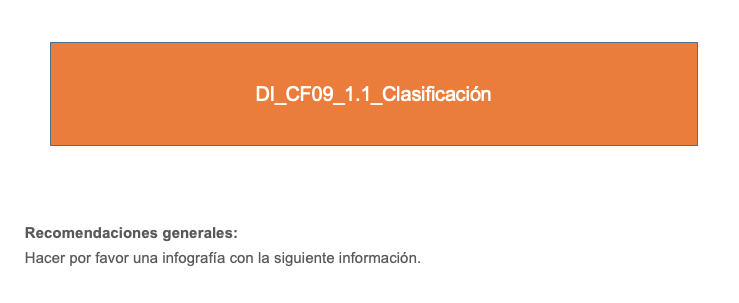 DI_CF09_1.1_Clasificación
Recomendaciones generales:
Hacer por favor una infografía con la siguiente información.